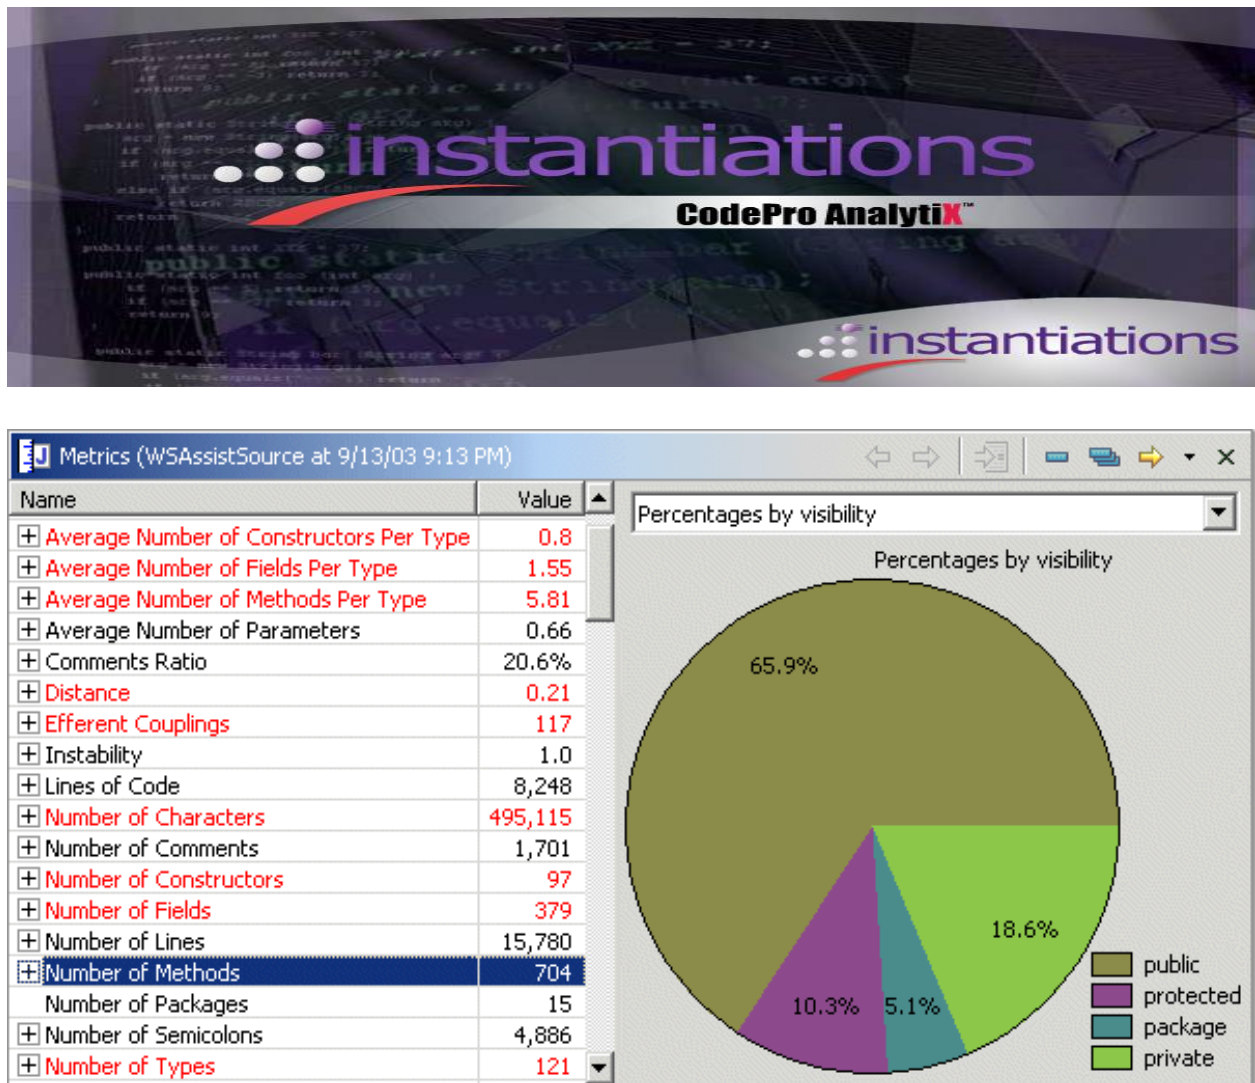 instantiations
CodePro AnalytiX™
instantiations
Metrics (WSAssistSource at 9/13/03 9:13 PM)
Name Value
Average Number of Constructors Per Type 0.8
Average Number of Fields Per Type 1.55
Average Number of Methods Per Type 5.81
Average Number of Parameters 0.66
Comments Ratio 20.6%
Distance 0.21
Efferent Couplings 117
Instability 1.0
Lines of Code 8,248
Number of Characters 495,115
Number of Comments 1,701
Number of Constructors 97
Number of Fields 379
Number of Lines 15,780
Number of Methods 704
Number of Packages 15
Number of Semicolons 4,886
Number of Types 121
Percentages by visibility
Percentages by visibility
65.9%
18.6%
10.3%
5.1%
public
protected
package
private